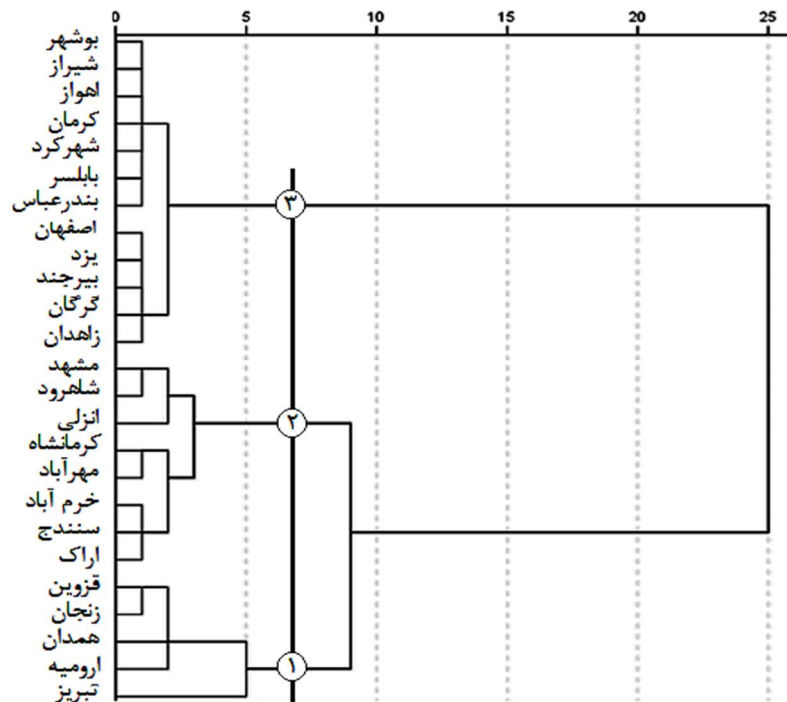 0 5 10 15 20 25
بوشهر
شیراز
اهواز
کرمان
شهرکرد
بابلسر
بندرعباس
۳
اصفهان
یزد
بیرجند
گرگان
زاهدان
مشهد
شاهرود
انزلی
۲
کرمانشاه
مهرآباد
خرم آباد
سنندج
اراک
قزوین
زنجان
همدان
ارومیه
۱
تبریز